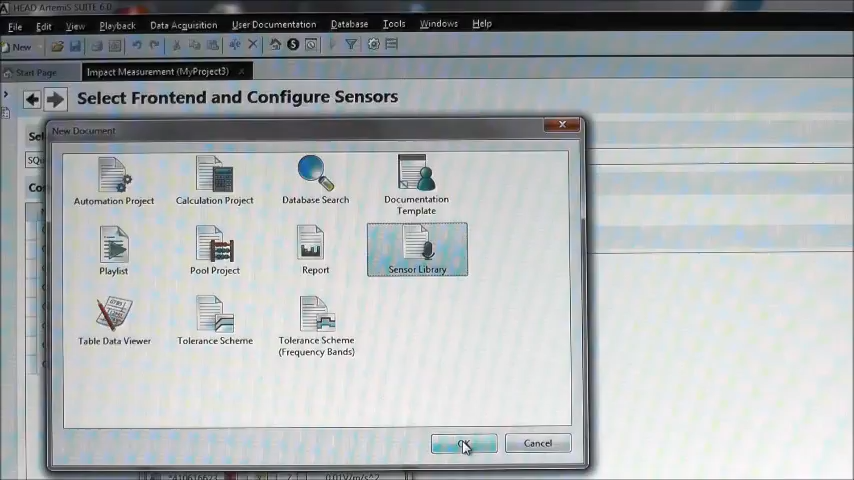 HEAD ArtemiS SUITE 6.0
File Edit View Playback Data Acquisition User Documentation Database Tools Windows Help
New
Start Page Impact Measurement (MyProject3)
Select Frontend and Configure Sensors
New Document
Automation Project Calculation Project Database Search Documentation Template
Playlist Pool Project Report Sensor Library
Table Data Viewer Tolerance Scheme Tolerance Scheme (Frequency Bands)
OK Cancel